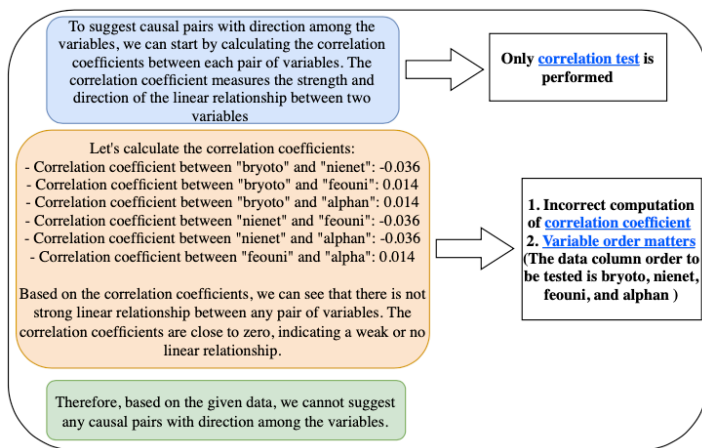 To suggest causal pairs with direction among the
variables, we can start by calculating the correlation
coefficients between each pair of variables. The
correlation coefficient measures the strength and
direction of the linear relationship between two
variables
Only correlation test is
performed
Let's calculate the correlation coefficients:
- Correlation coefficient between "bryoto" and "nienet": -0.036
- Correlation coefficient between "bryoto" and "feouni": 0.014
- Correlation coefficient between "bryoto" and "alphan": 0.014
- Correlation coefficient between "nienet" and "feouni": -0.036
- Correlation coefficient between "nienet" and "alphan": -0.036
- Correlation coefficient between "feouni" and "alpha": 0.014
Based on the correlation coefficients, we can see that there is not
strong linear relationship between any pair of variables. The
correlation coefficients are close to zero, indicating a weak or no
linear relationship.
1. Incorrect computation
of correlation coefficient
2. Variable order matters
(The data column order to
be tested is bryoto, nienet,
feouni, and alphan )
Therefore, based on the given data, we cannot suggest
any causal pairs with direction among the variables.